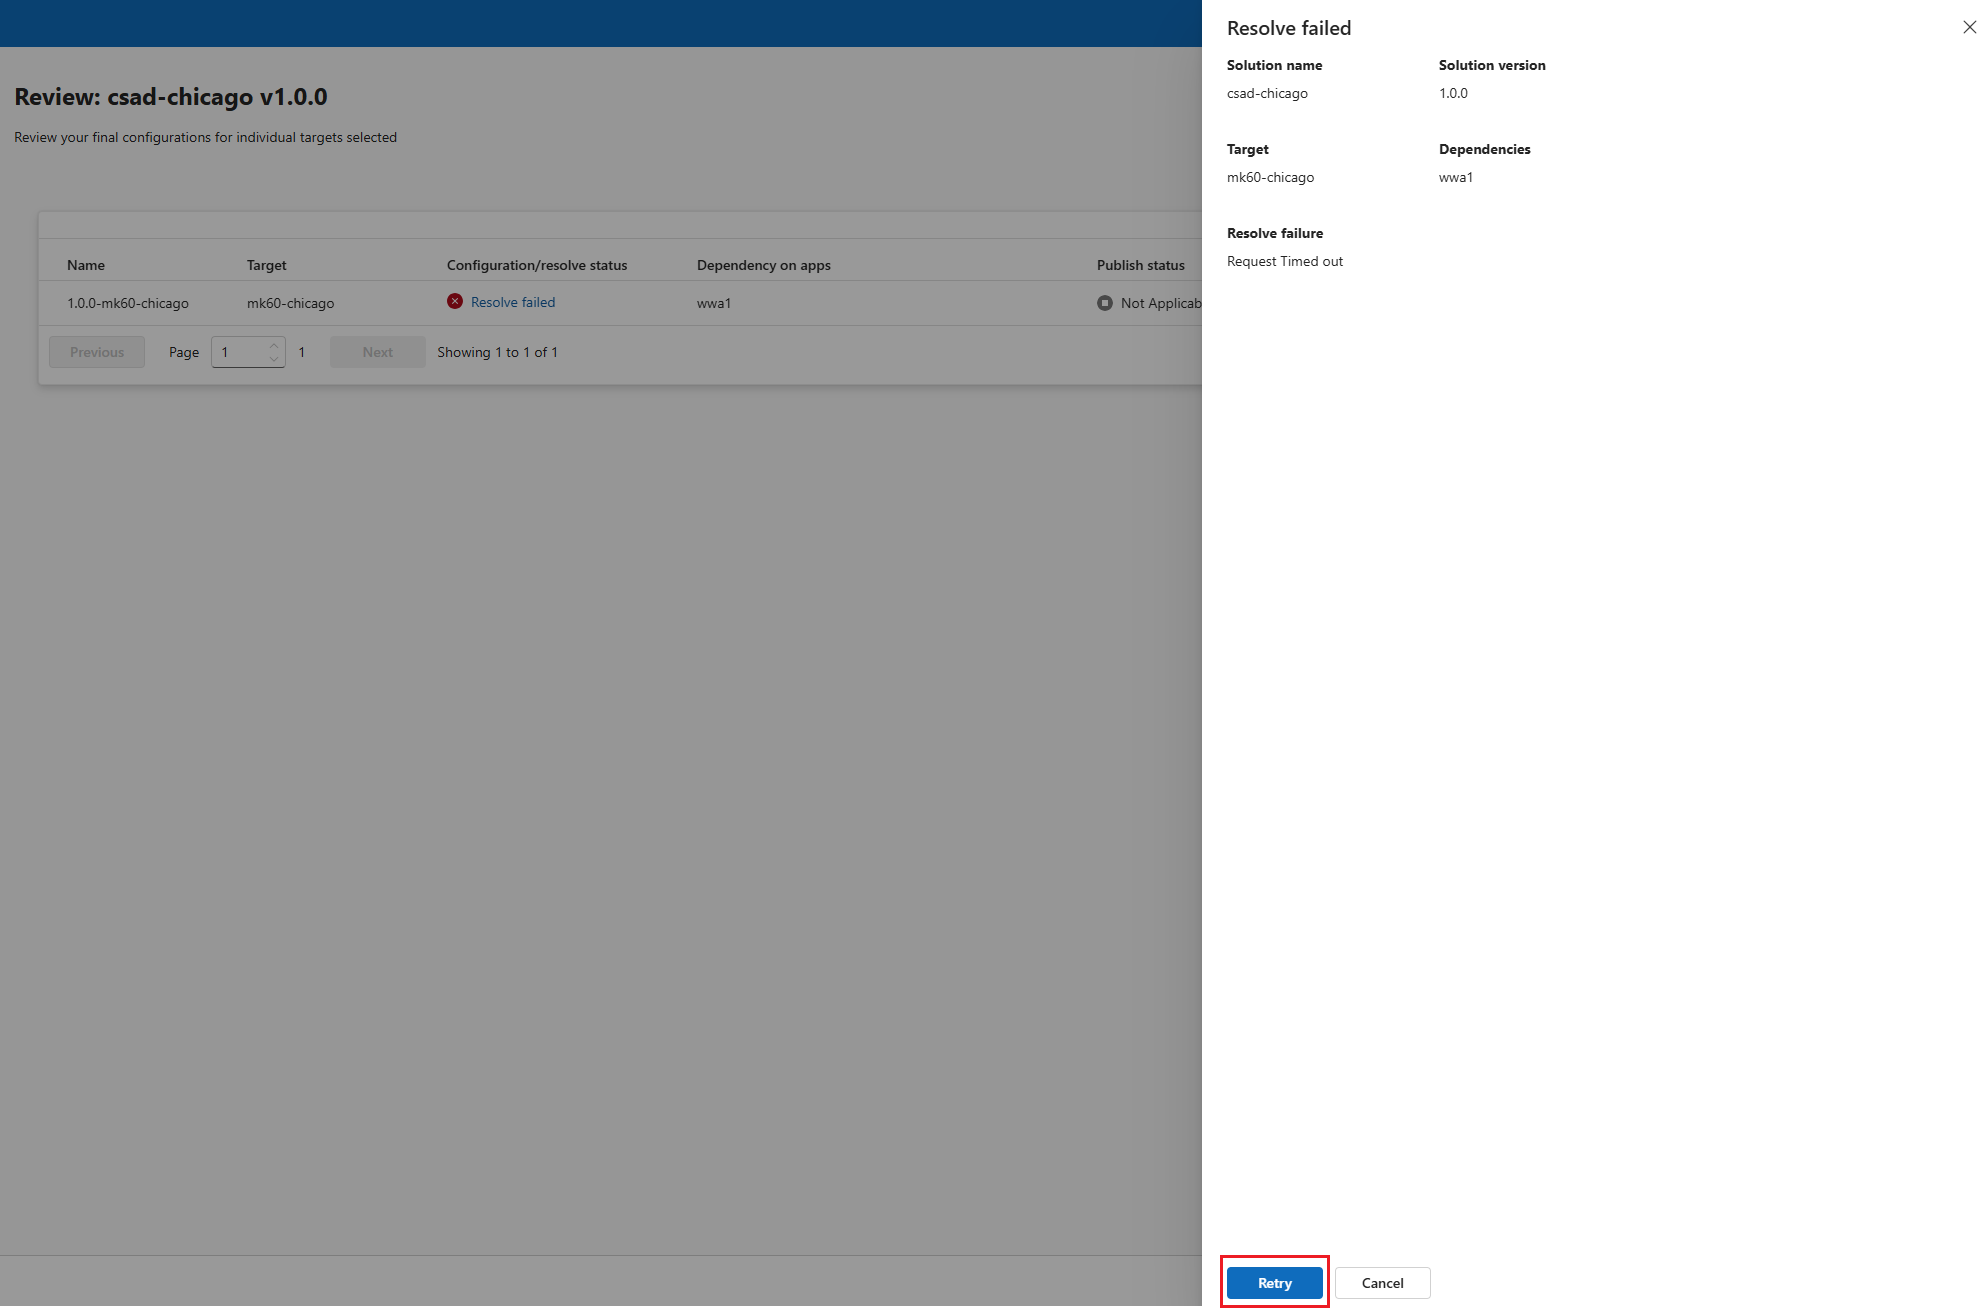 Review: csad-chicago v1.0.0
Review your final configurations for individual targets selected
Name Target Configuration/resolve status Dependency on apps Publish status
1.0.0-mk60-chicago mk60-chicago Resolve failed wwa1 Not Applicab
Previous Page 1 1 Next Showing 1 to 1 of 1
Resolve failed
Solution name Solution version
csad-chicago 1.0.0
Target Dependencies
mk60-chicago wwa1
Resolve failure
Request Timed out
Retry Cancel